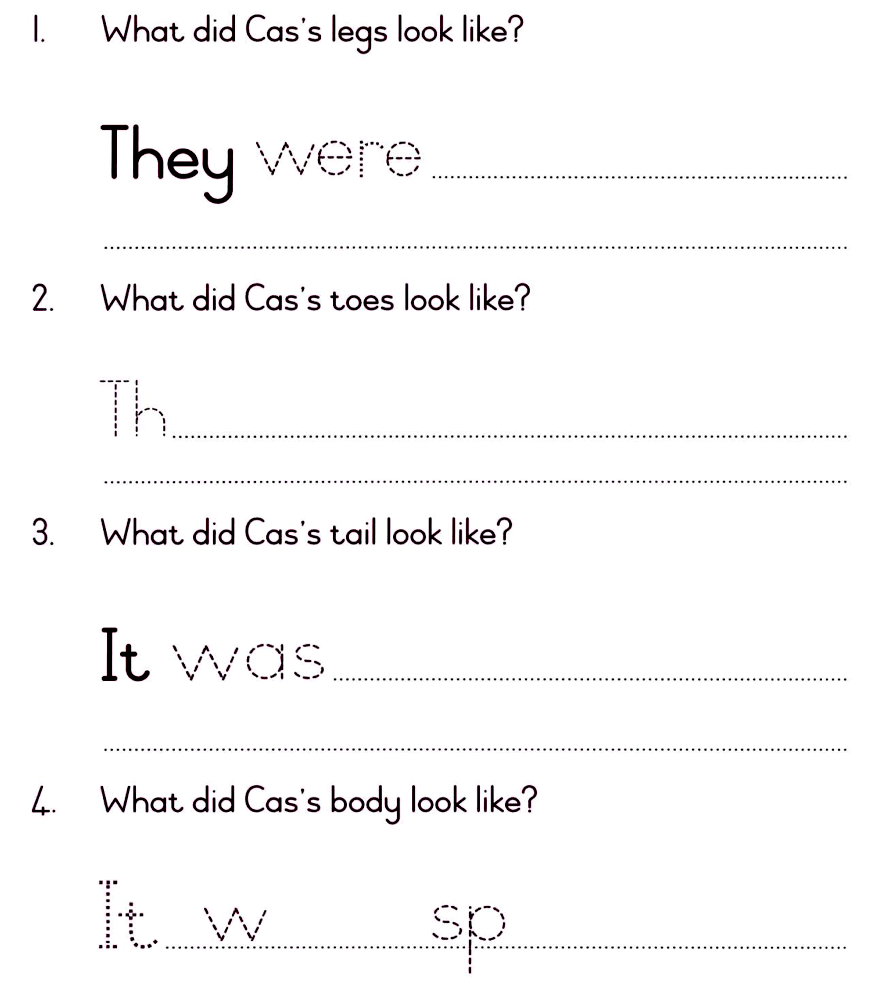 1. What did Cas's legs look like?
They were
2. What did Cas's toes look like?
Th
3. What did Cas's tail look like?
It was
4. What did Cas's body look like?
It w sp